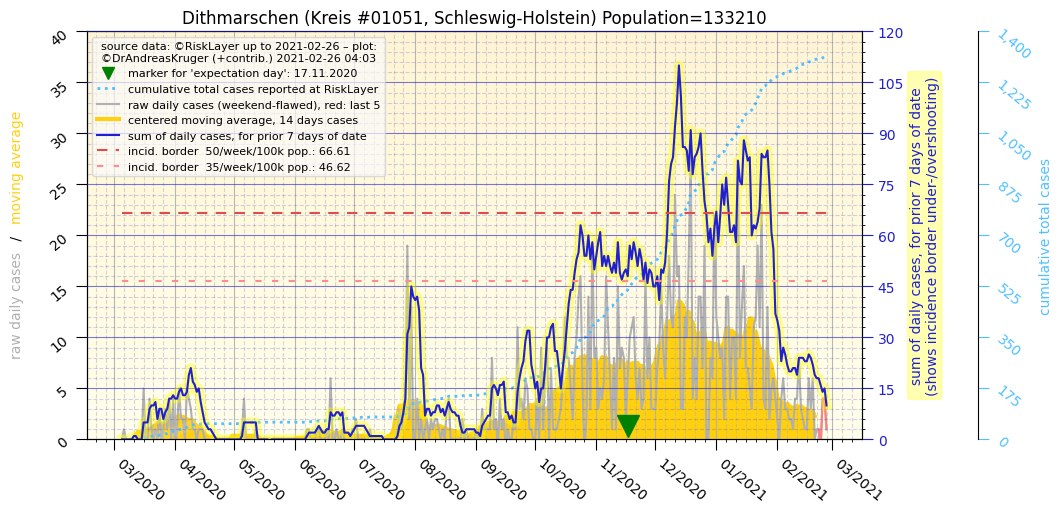 Dithmarschen (Kreis #01051, Schleswig-Holstein) Population=133210
source data: ©RiskLayer up to 2021-02-26 – plot:
©DrAndreasKruger (+contrib.) 2021-02-26 04:03
marker for 'expectation day': 17.11.2020
cumulative total cases reported at RiskLayer
raw daily cases (weekend-flawed), red: last 5
centered moving average, 14 days cases
sum of daily cases, for prior 7 days of date
incid. border  50/week/100k pop.: 66.61
incid. border  35/week/100k pop.: 46.62
raw daily cases  /  moving average
40
35
30
25
20
15
10
5
0
03/2020
04/2020
05/2020
06/2020
07/2020
08/2020
09/2020
10/2020
11/2020
12/2020
01/2021
02/2021
03/2021
120
105
90
75
60
45
30
15
0
sum of daily cases, for prior 7 days of date
(shows incidence border under-/overshooting)
1,400
1,225
1,050
875
700
525
350
175
0
cumulative total cases